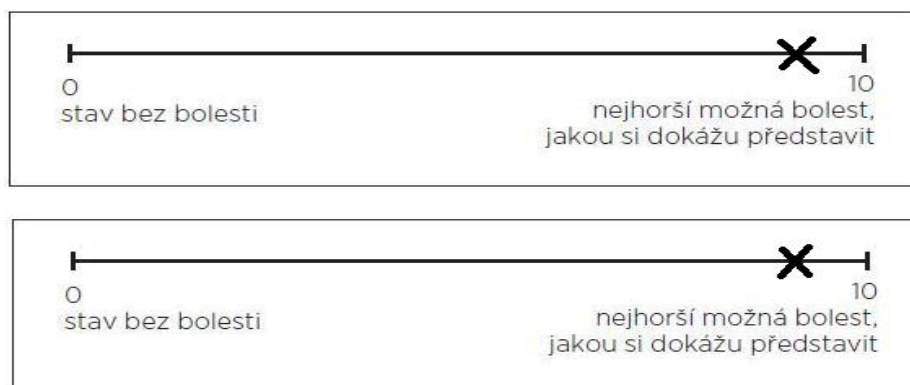 0 10
stav bez bolesti nejhorší možná bolest,
jakou si dokážu představit
0 10
stav bez bolesti nejhorší možná bolest,
jakou si dokážu představit